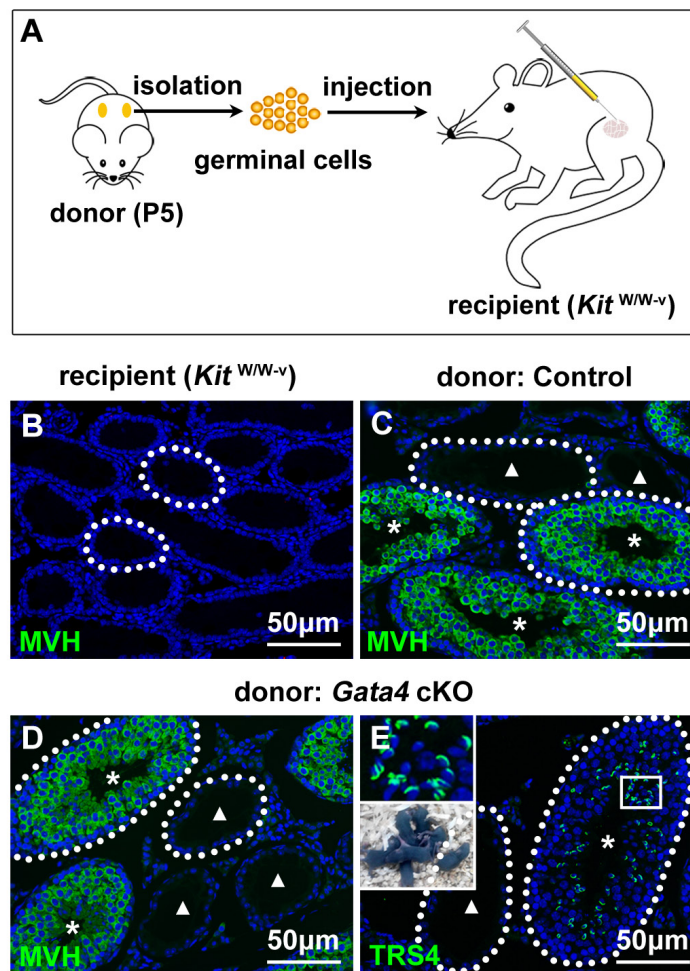 A
isolation
injection
germinal cells
donor (P5)
recipient (Kit W/W-v)
recipient (Kit W/W-v)
donor: Control
B
MVH
50µm
C
MVH
50µm
donor: Gata4 cKO
D
MVH
50µm
E
TRS4
50µm